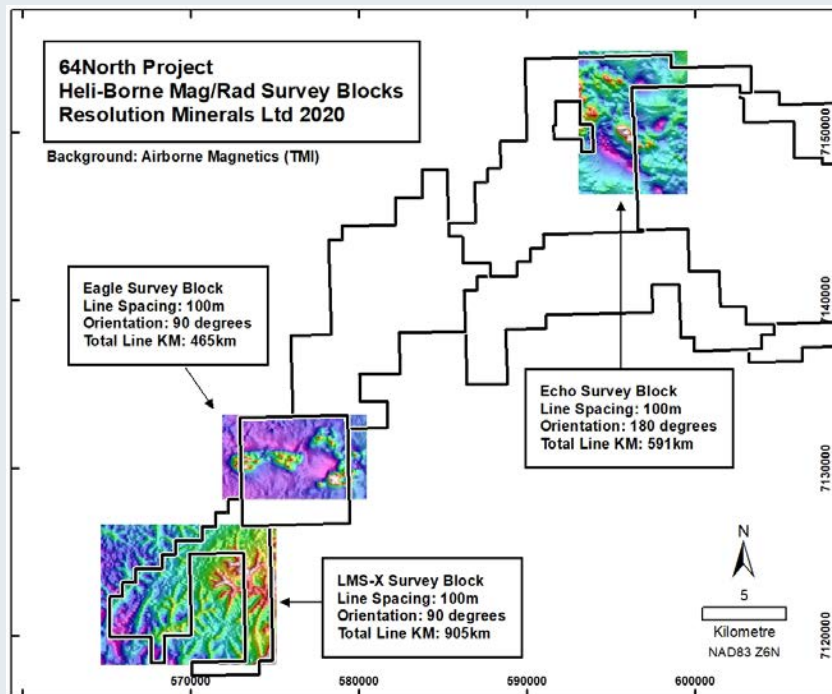 64North Project
Heli-Borne Mag/Rad Survey Blocks
Resolution Minerals Ltd 2020
Background: Airborne Magnetics (TMI)
7150000
Eagle Survey Block
Line Spacing: 100m
Orientation: 90 degrees
Total Line KM: 465km
7140000
Echo Survey Block
Line Spacing: 100m
Orientation: 180 degrees
Total Line KM: 591km
7130000
LMS-X Survey Block
Line Spacing: 100m
Orientation: 90 degrees
Total Line KM: 905km
N
5
Kilometre
NAD83 Z6N
7120000
570000
580000
590000
600000